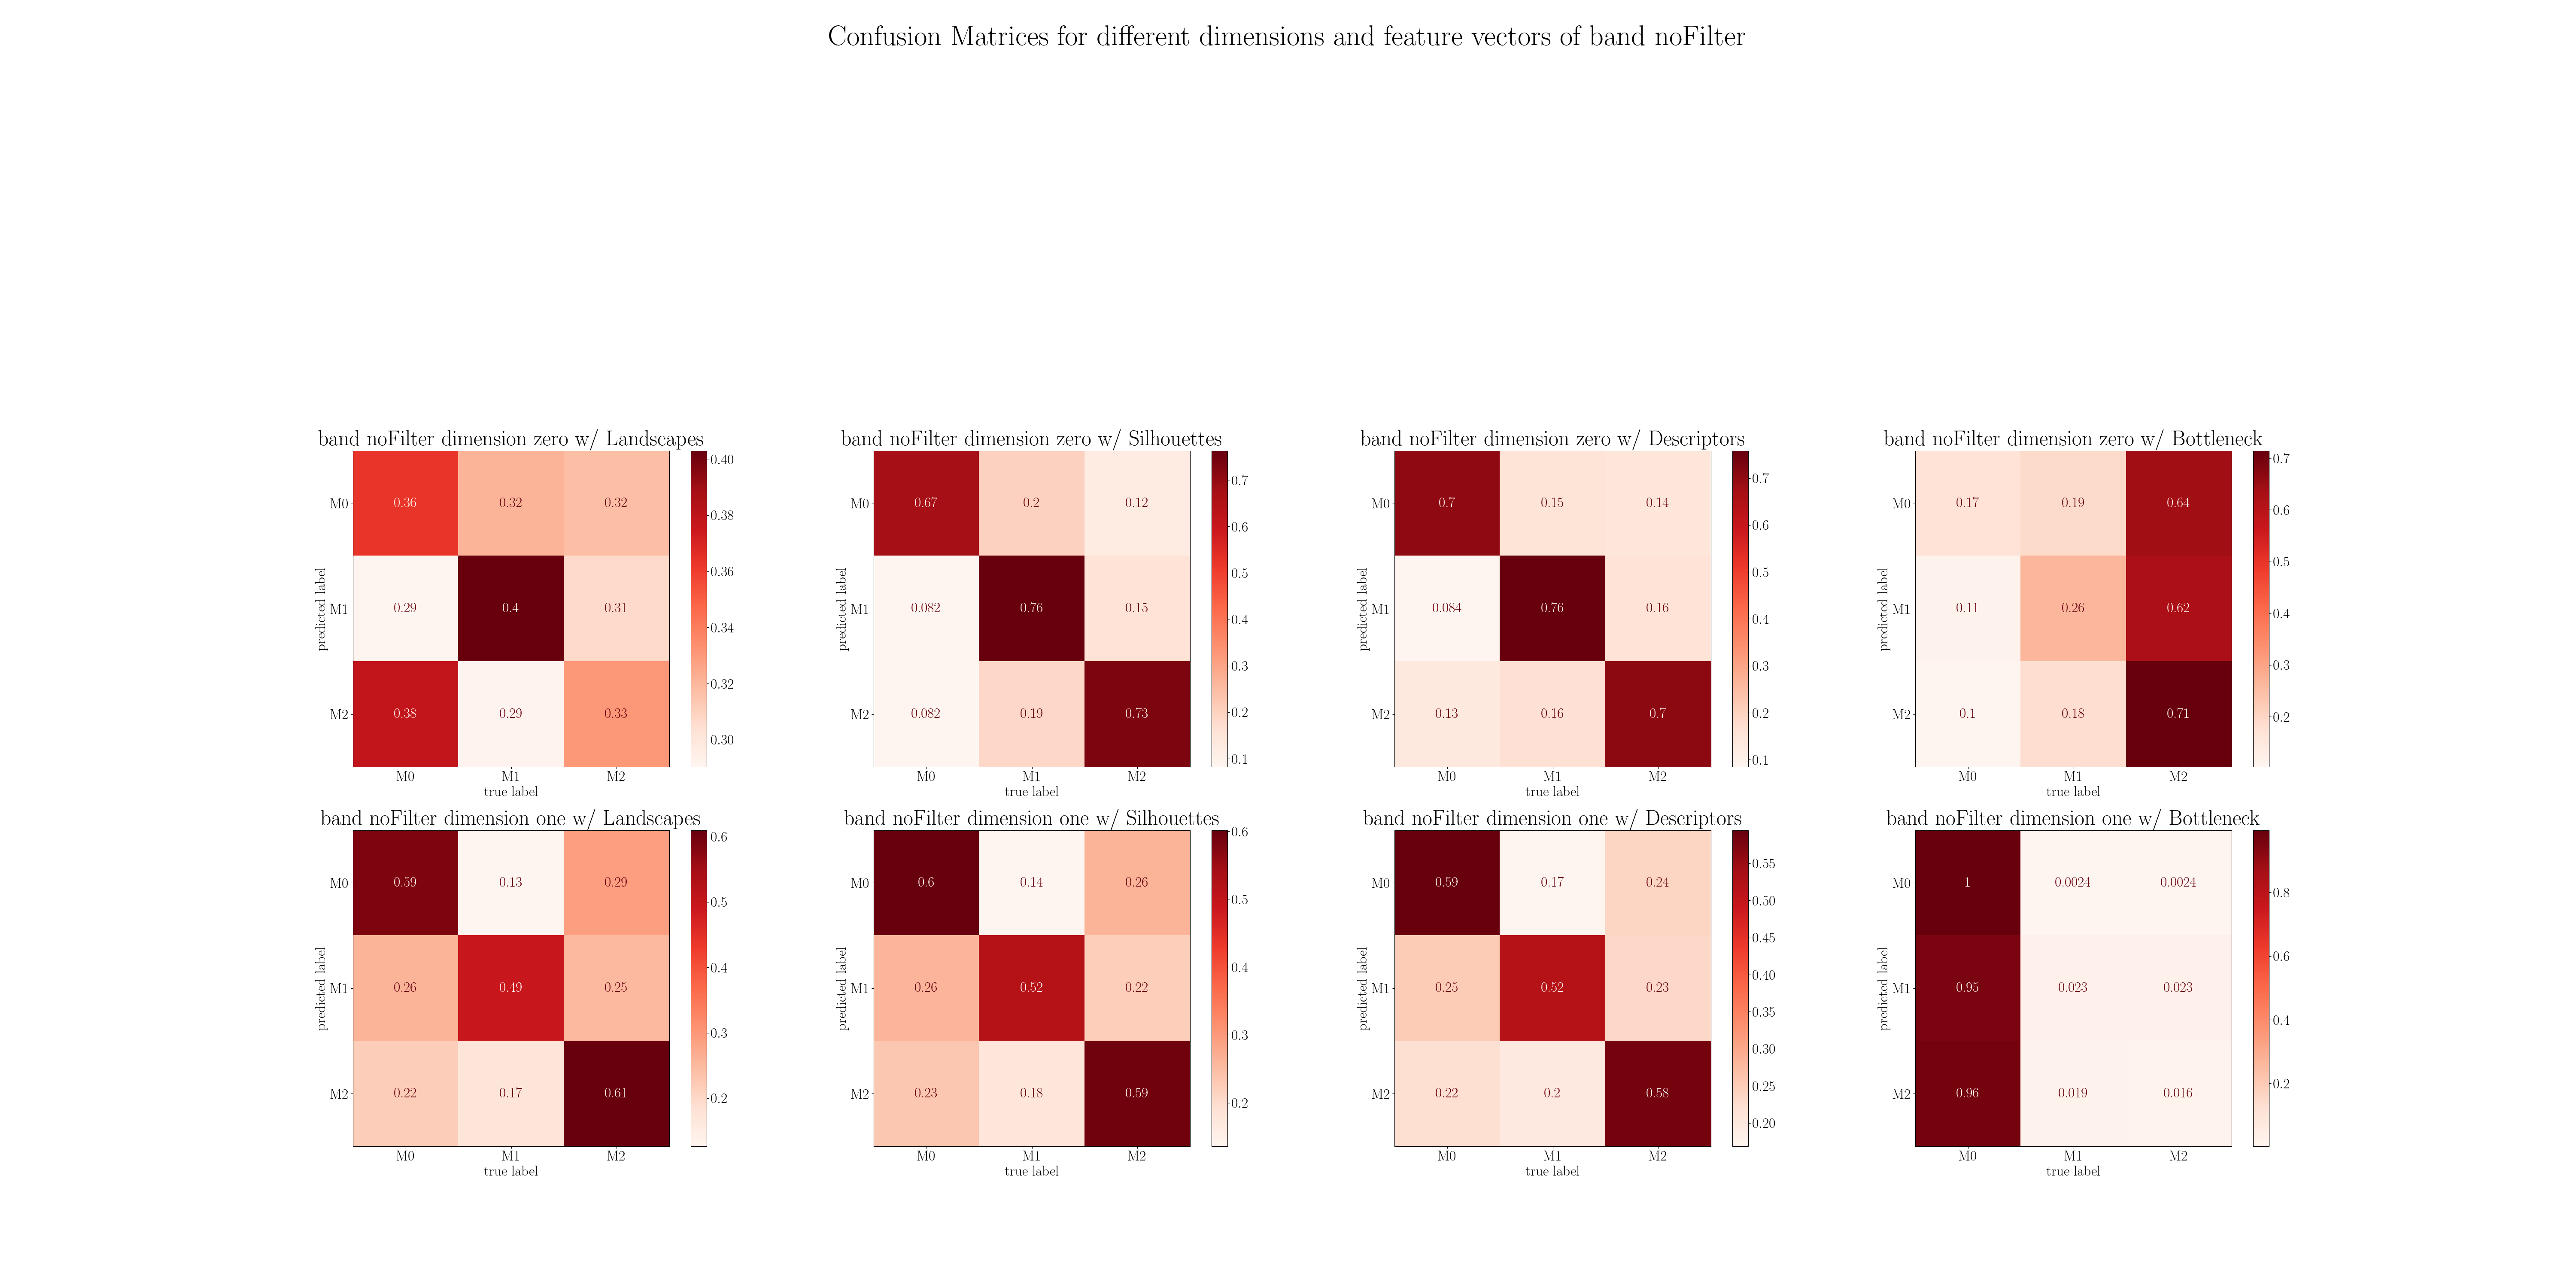 Confusion Matrices for different dimensions and feature vectors of band noFilter
band noFilter dimension zero w/ Landscapes
predicted label
M0 0.36 0.32 0.32
M1 0.29 0.4 0.31
M2 0.38 0.29 0.33
M0 M1 M2
true label
0.40
0.38
0.36
0.34
0.32
0.30
band noFilter dimension zero w/ Silhouettes
predicted label
M0 0.67 0.2 0.12
M1 0.082 0.76 0.15
M2 0.082 0.19 0.73
M0 M1 M2
true label
0.7
0.6
0.5
0.4
0.3
0.2
0.1
band noFilter dimension zero w/ Descriptors
predicted label
M0 0.7 0.15 0.14
M1 0.084 0.76 0.16
M2 0.13 0.16 0.7
M0 M1 M2
true label
0.7
0.6
0.5
0.4
0.3
0.2
0.1
band noFilter dimension zero w/ Bottleneck
predicted label
M0 0.17 0.19 0.64
M1 0.11 0.26 0.62
M2 0.1 0.18 0.71
M0 M1 M2
true label
0.7
0.6
0.5
0.4
0.3
0.2
band noFilter dimension one w/ Landscapes
predicted label
M0 0.59 0.13 0.29
M1 0.26 0.49 0.25
M2 0.22 0.17 0.61
M0 M1 M2
true label
0.6
0.5
0.4
0.3
0.2
band noFilter dimension one w/ Silhouettes
predicted label
M0 0.6 0.14 0.26
M1 0.26 0.52 0.22
M2 0.23 0.18 0.59
M0 M1 M2
true label
0.6
0.5
0.4
0.3
0.2
band noFilter dimension one w/ Descriptors
predicted label
M0 0.59 0.17 0.24
M1 0.25 0.52 0.23
M2 0.22 0.2 0.58
M0 M1 M2
true label
0.55
0.50
0.45
0.40
0.35
0.30
0.25
0.20
band noFilter dimension one w/ Bottleneck
predicted label
M0 1 0.0024 0.0024
M1 0.95 0.023 0.023
M2 0.96 0.019 0.016
M0 M1 M2
true label
0.8
0.6
0.4
0.2